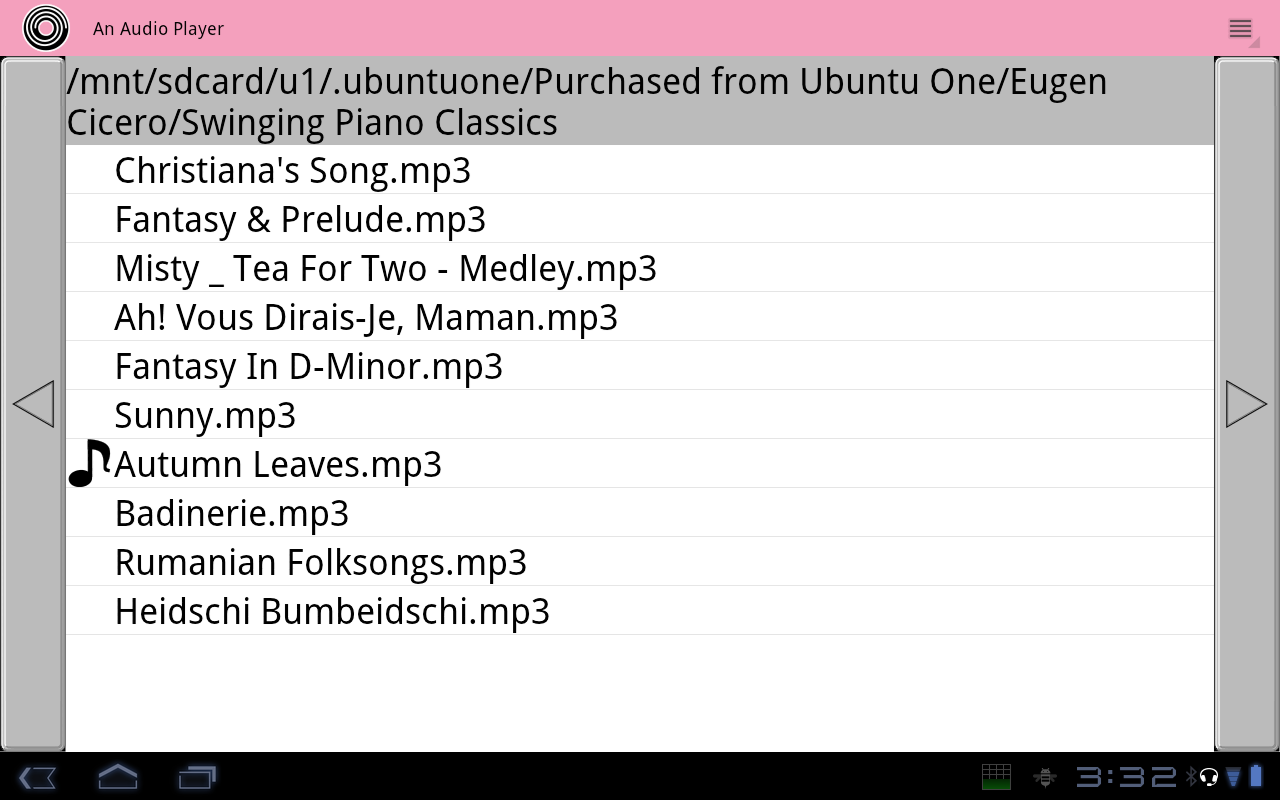 An Audio Player
/mnt/sdcard/u1/.ubuntuone/Purchased from Ubuntu One/Eugen
Cicero/Swinging Piano Classics
Christiana's Song.mp3
Fantasy & Prelude.mp3
Misty _ Tea For Two - Medley.mp3
Ah! Vous Dirais-Je, Maman.mp3
Fantasy In D-Minor.mp3
Sunny.mp3
Autumn Leaves.mp3
Badinerie.mp3
Rumanian Folksongs.mp3
Heidschi Bumbeidschi.mp3
3:32